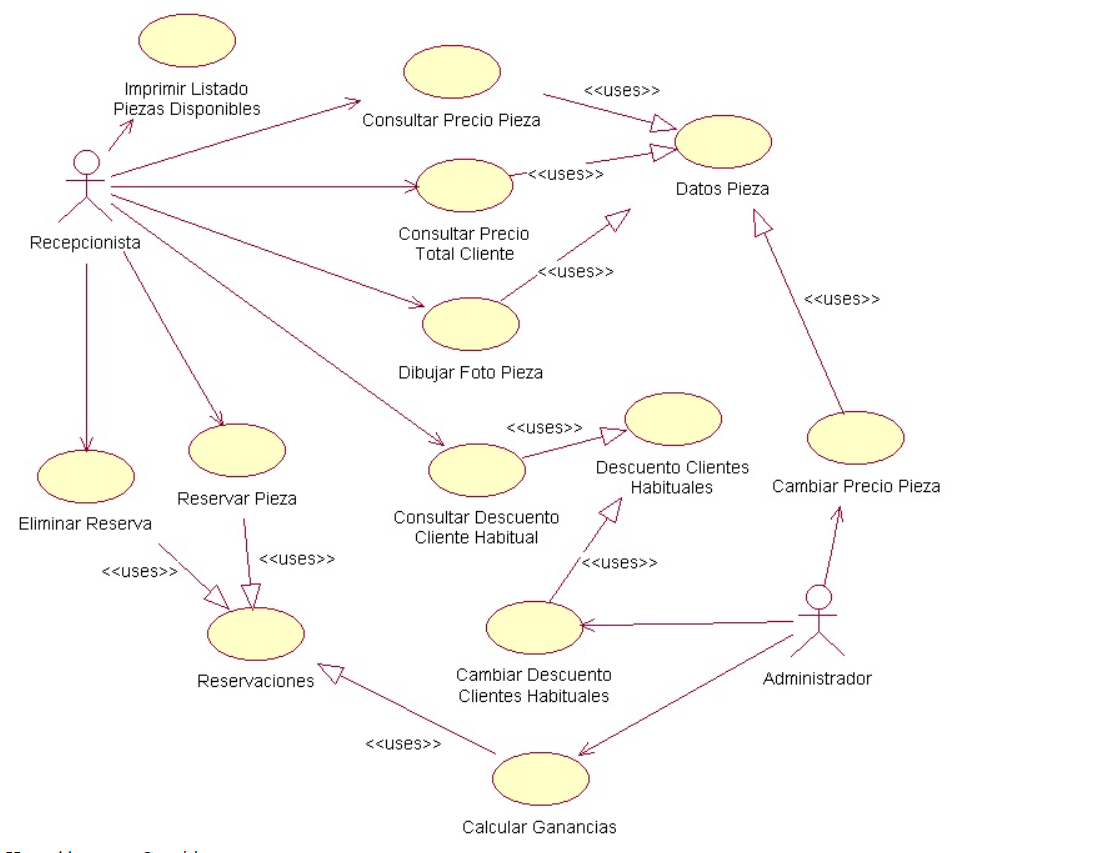 Imprimir Listado
Piezas Disponibles
Consultar Precio Pieza
<<uses>>
Datos Pieza
<<uses>>
Recepcionista
Consultar Precio
Total Cliente
<<uses>>
<<uses>>
Dibujar Foto Pieza
<<uses>>
Descuento Clientes
Habituales
Cambiar Precio Pieza
Reservar Pieza
Eliminar Reserva
Consultar Descuento
Cliente Habitual
<<uses>>
<<uses>>
<<uses>>
Reservaciones
Cambiar Descuento
Clientes Habituales
Administrador
<<uses>>
Calcular Ganancias